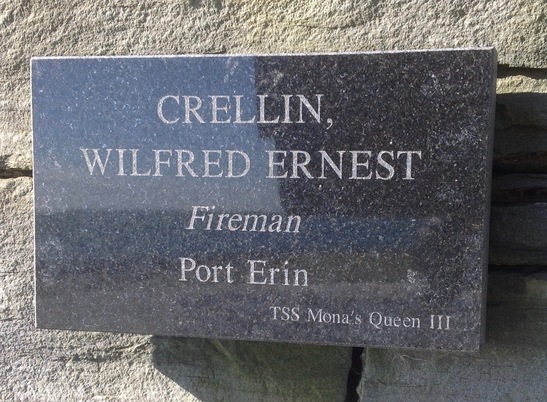 CRELLIN,
WILFRED ERNEST
Fireman
Port Erin
TSS Mona's Queen III